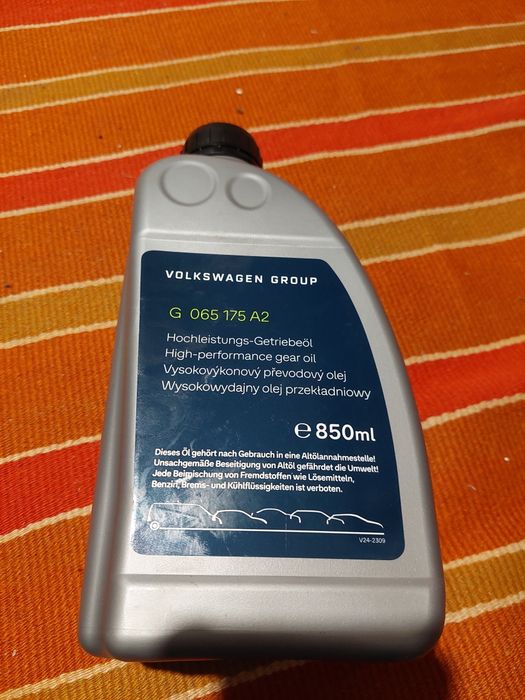 VOLKSWAGEN GROUP
G 065 175 A2
Hochleistungs-Getriebeöl
High-performance gear oil
Vysokovýkonový převodový olej
Wysokowydajny olej przekładniowy
℮ 850ml
Dieses Öl gehört nach Gebrauch in eine Altölannahmestelle!
Unsachgemäße Beseitigung von Altöl gefährdet die Umwelt!
Jede Beimischung von Fremdstoffen wie Lösemitteln,
Benzin, Brems- und Kühlflüssigkeiten ist verboten.
V24-2309